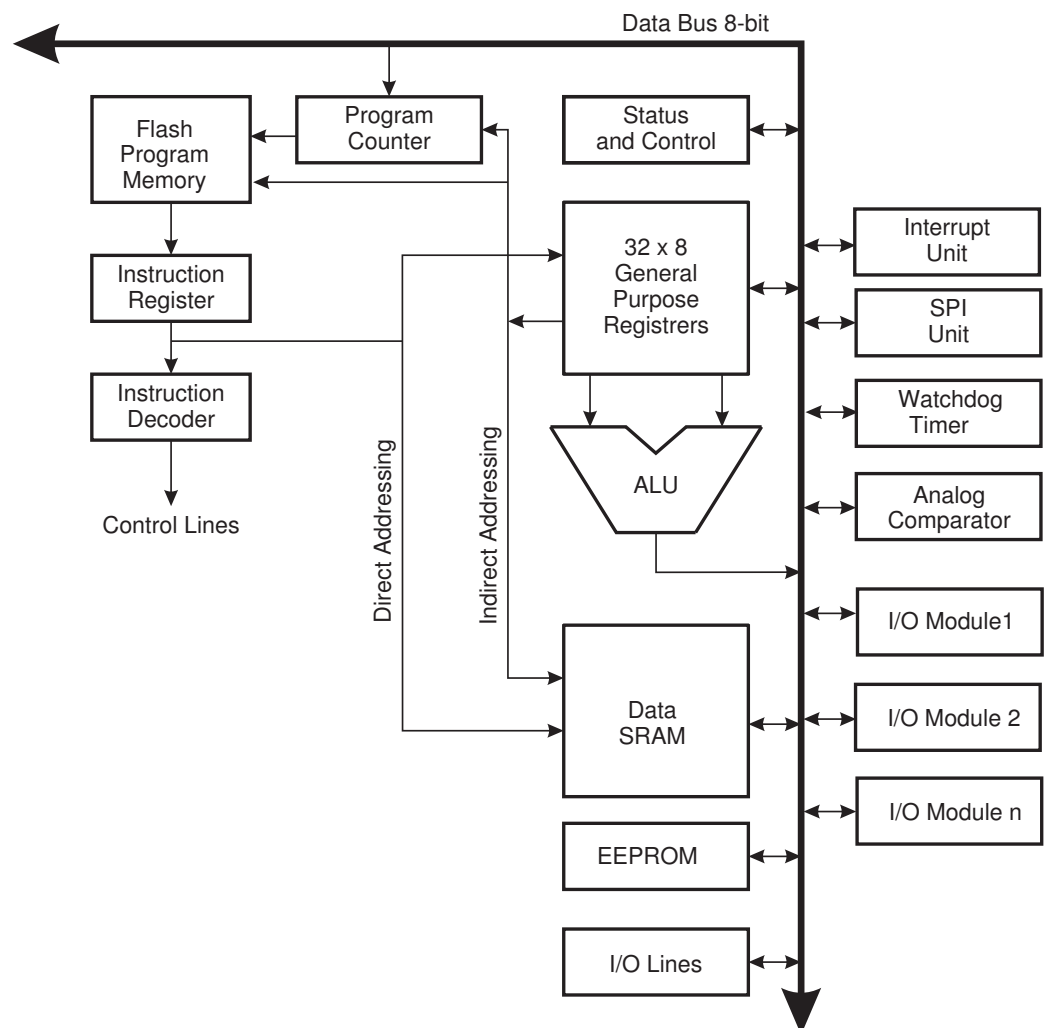 Data Bus 8-bit
Flash
Program
Memory
Program
Counter
Status
and Control
Interrupt
Unit
32 x 8
General
Purpose
Registrers
Instruction
Register
SPI
Unit
Instruction
Decoder
Watchdog
Timer
Control Lines
Direct Addressing
Indirect Addressing
ALU
Analog
Comparator
I/O Module1
Data
SRAM
I/O Module 2
I/O Module n
EEPROM
I/O Lines